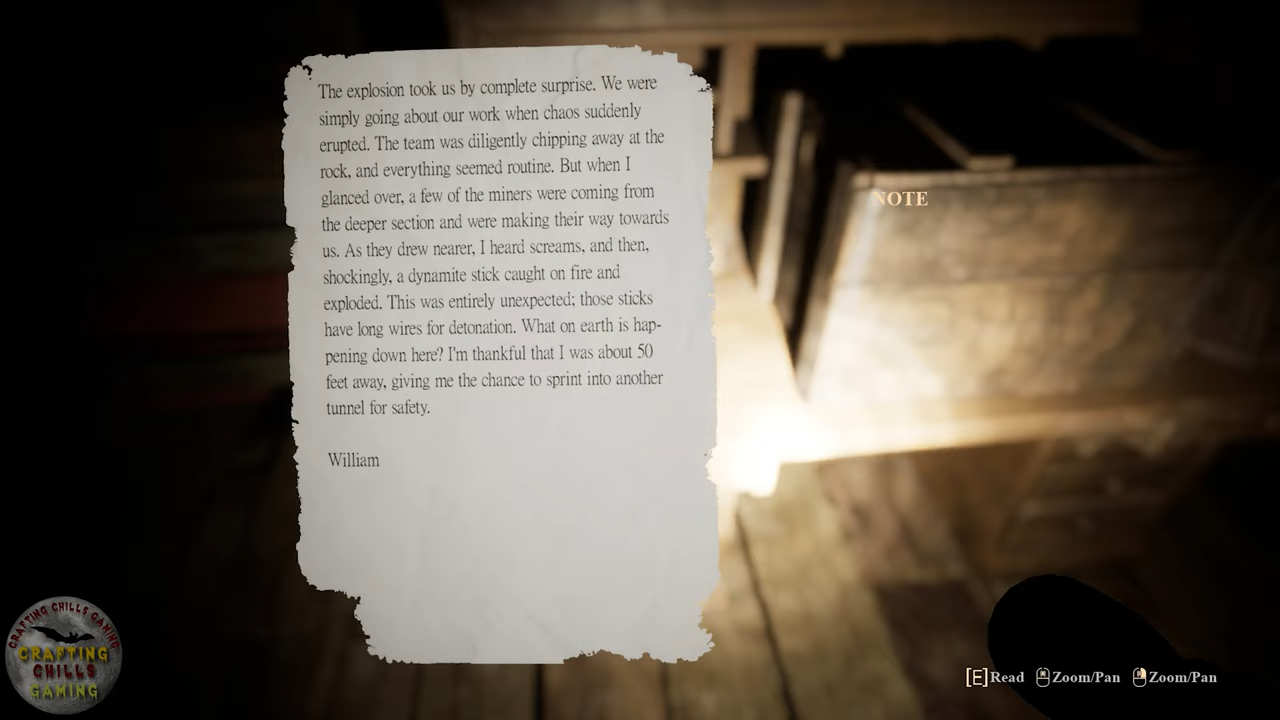 The explosion took us by complete surprise. We were
simply going about our work when chaos suddenly
erupted. The team was diligently chipping away at the
rock, and everything seemed routine. But when I
glanced over, a few of the miners were coming from
the deeper section and were making their way towards
us. As they drew nearer, I heard screams, and then,
shockingly, a dynamite stick caught on fire and
exploded. This was entirely unexpected; those sticks
have long wires for detonation. What on earth is hap-
pening down here? I'm thankful that I was about 50
feet away, giving me the chance to sprint into another
tunnel for safety.
William
NOTE
CRAFTING CHILLS GAMING
CRAFTING
CHILLS
GAMING
[E]Read Zoom/Pan Zoom/Pan